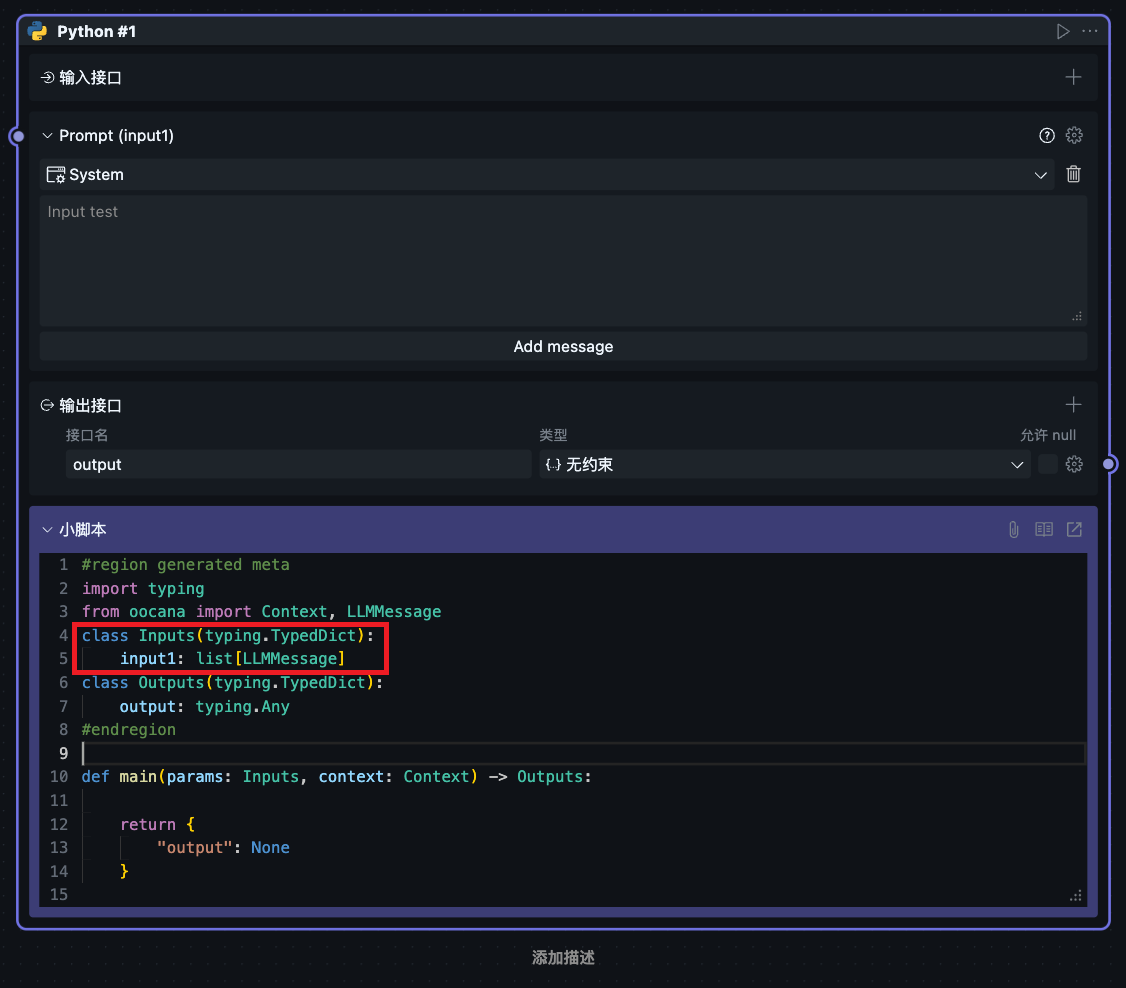 Python #1
输入接口
Prompt (input1)
System
Input test
Add message
输出接口
接口名 类型 允许 null
output {..} 无约束
小脚本
1 #region generated meta
2 import typing
3 from oocana import Context, LLMMessage
4 class Inputs(typing.TypedDict):
5     input1: list[LLMMessage]
6 class Outputs(typing.TypedDict):
7     output: typing.Any
8 #endregion
9
10 def main(params: Inputs, context: Context) -> Outputs:
11
12     return {
13         "output": None
14     }
15
添加描述